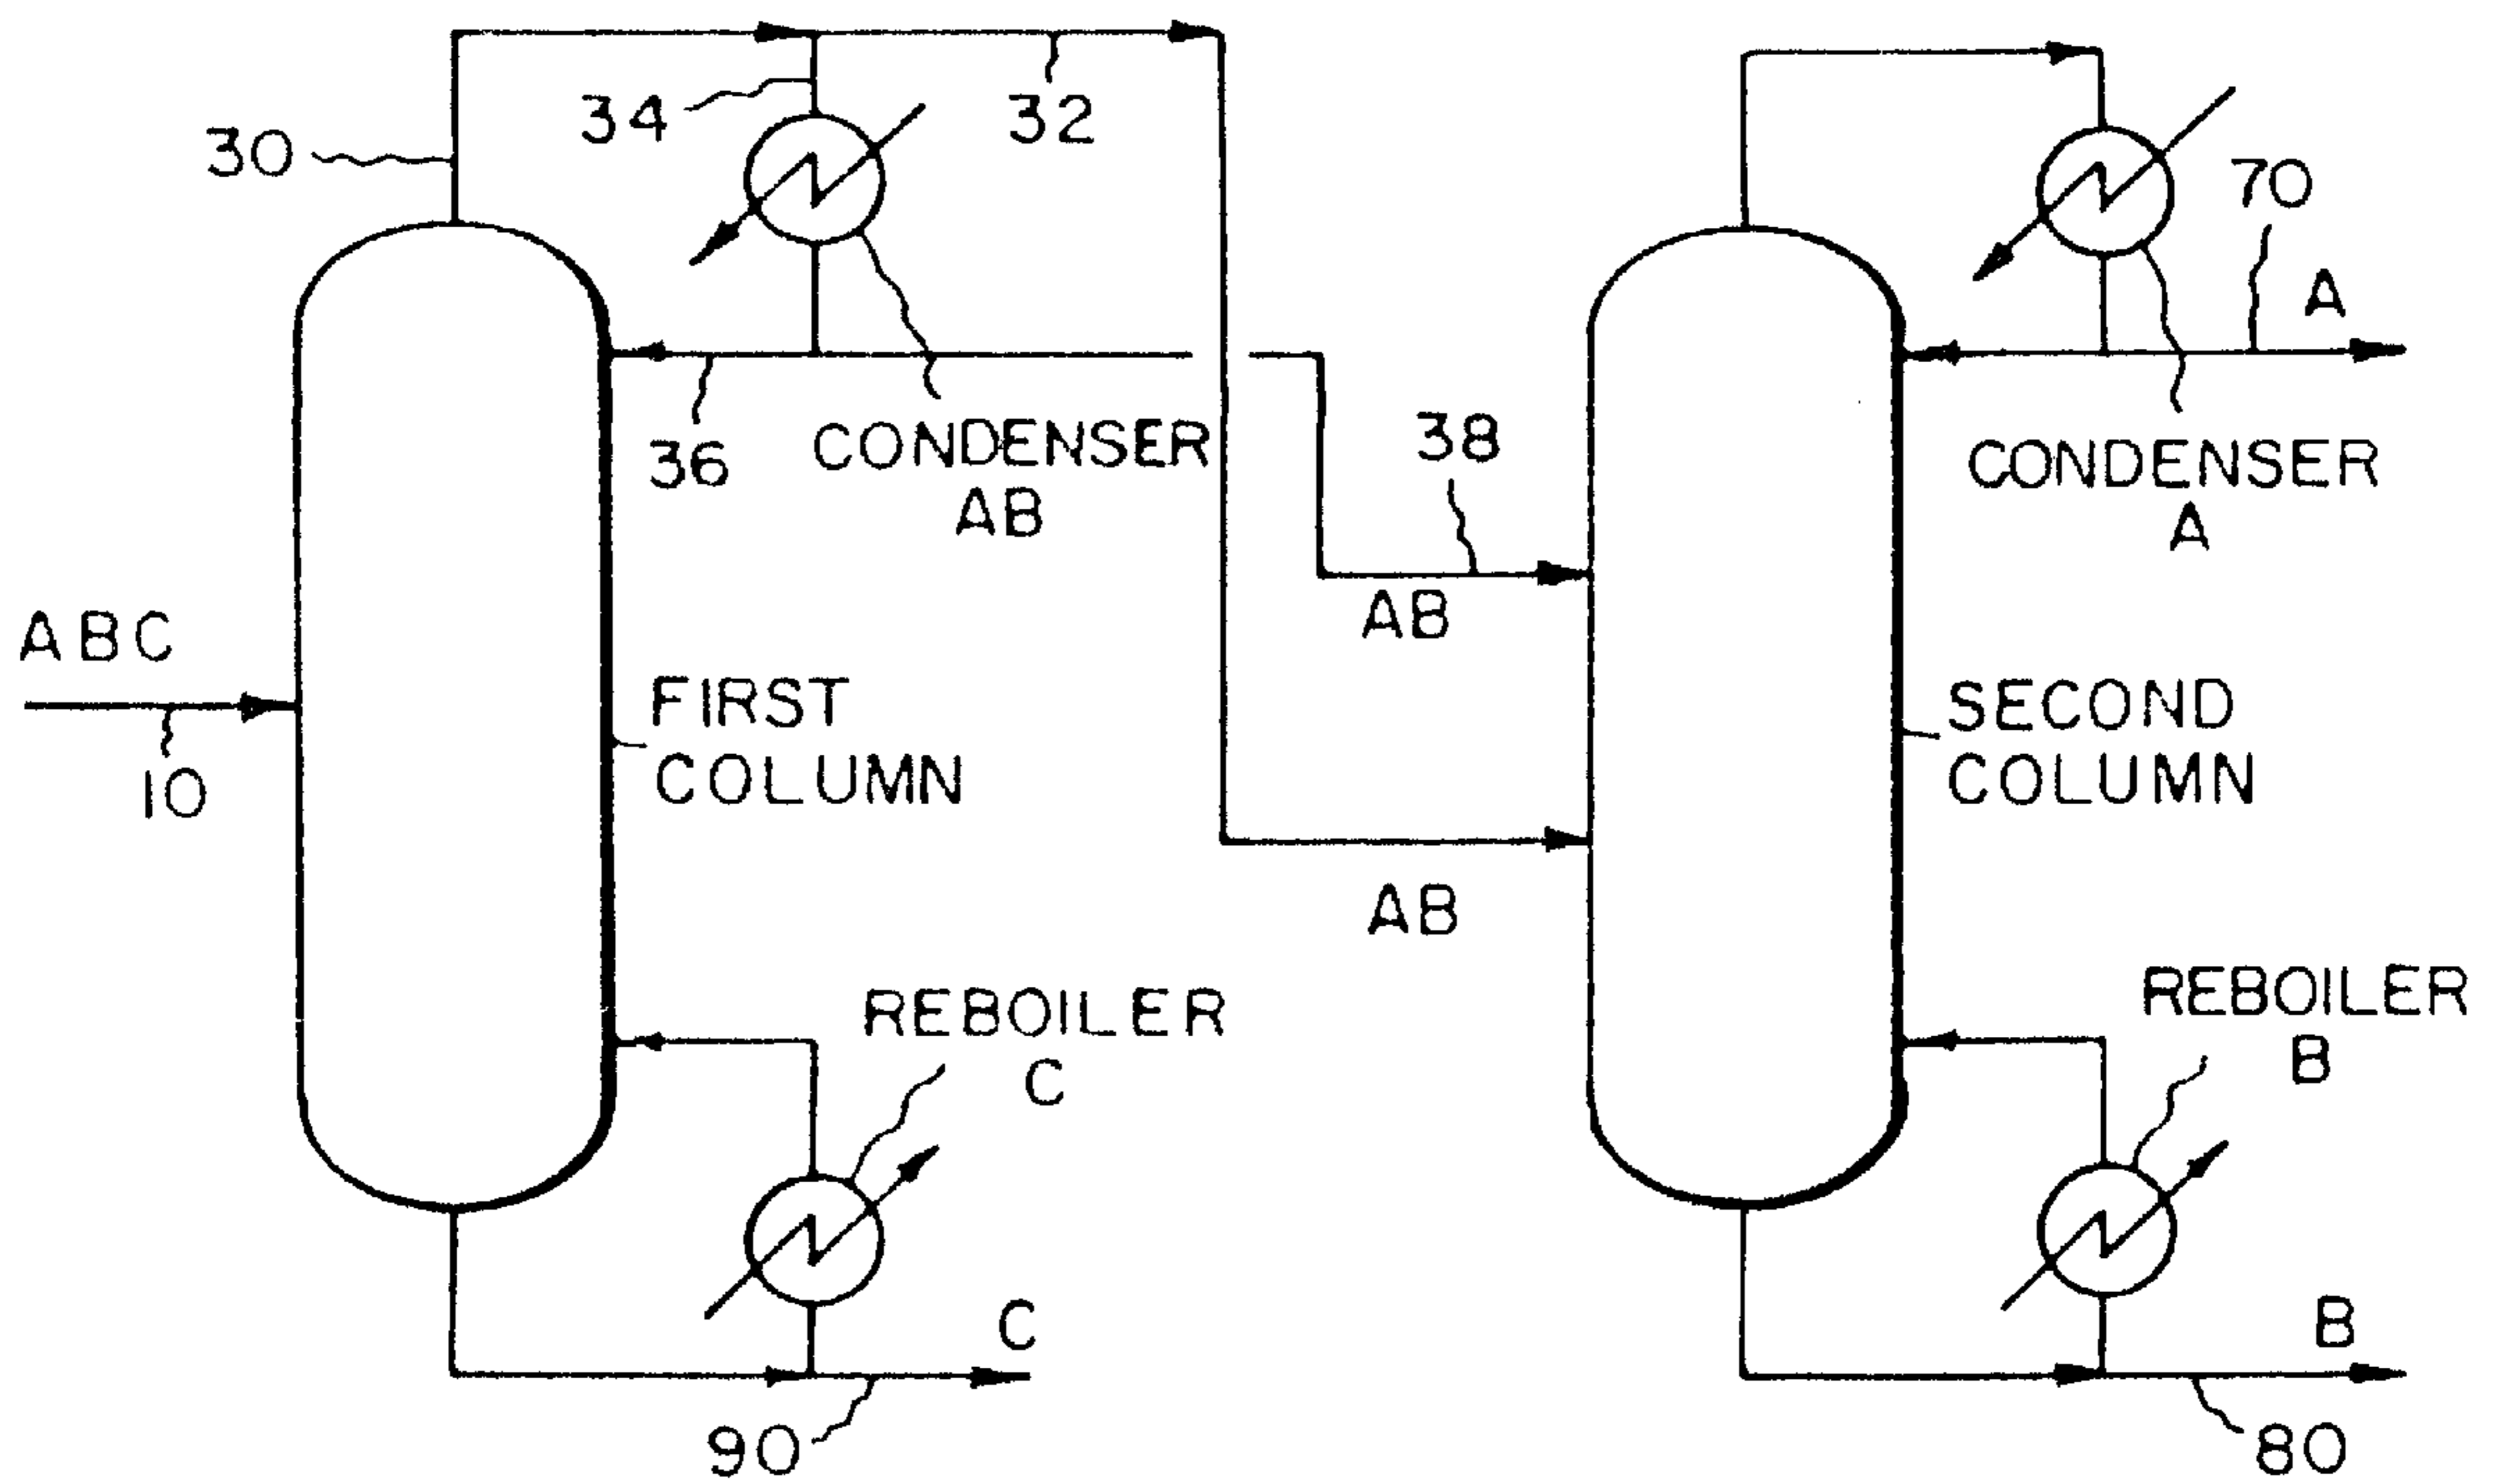 30
34
32
70
A
36
CONDENSER
AB
38
CONDENSER
A
ABC
AB
10
FIRST
COLUMN
SECOND
COLUMN
AB
REBOILER
C
REBOILER
B
C
B
90
80